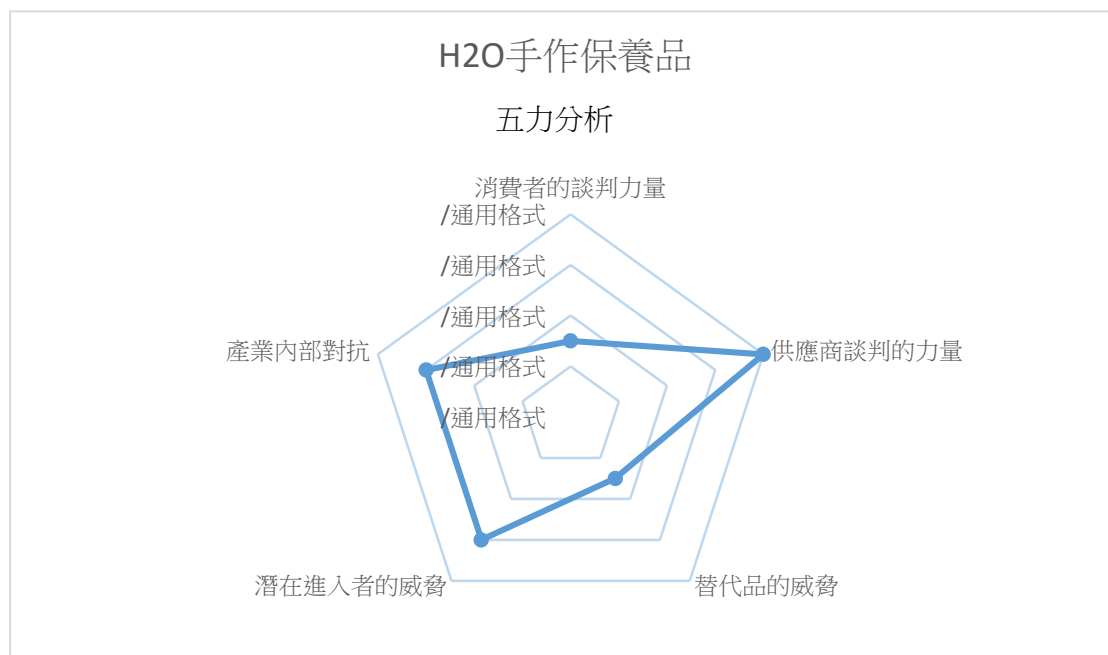 H2O手作保養品
五力分析
消費者的談判力量
/通用格式
/通用格式
/通用格式
/通用格式
/通用格式
產業內部對抗
供應商談判的力量
潛在進入者的威脅
替代品的威脅